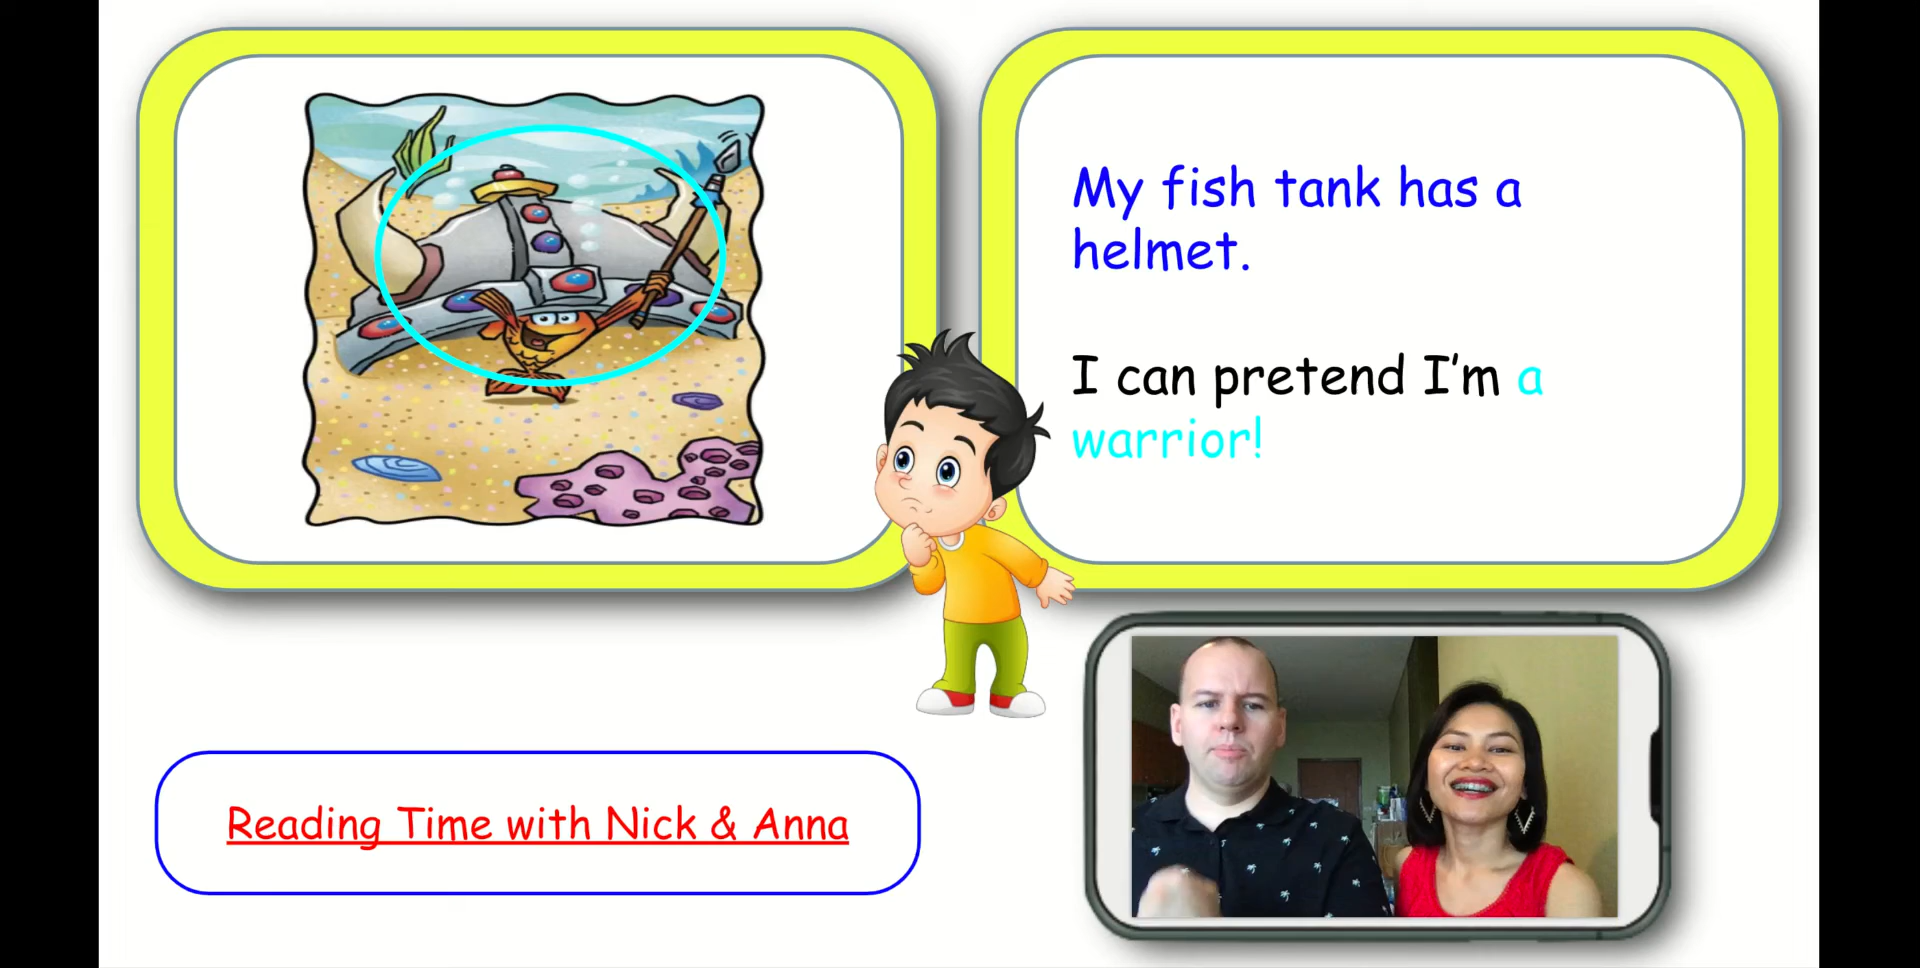 My fish tank has a
helmet.
I can pretend I'm a
warrior!
Reading Time with Nick & Anna